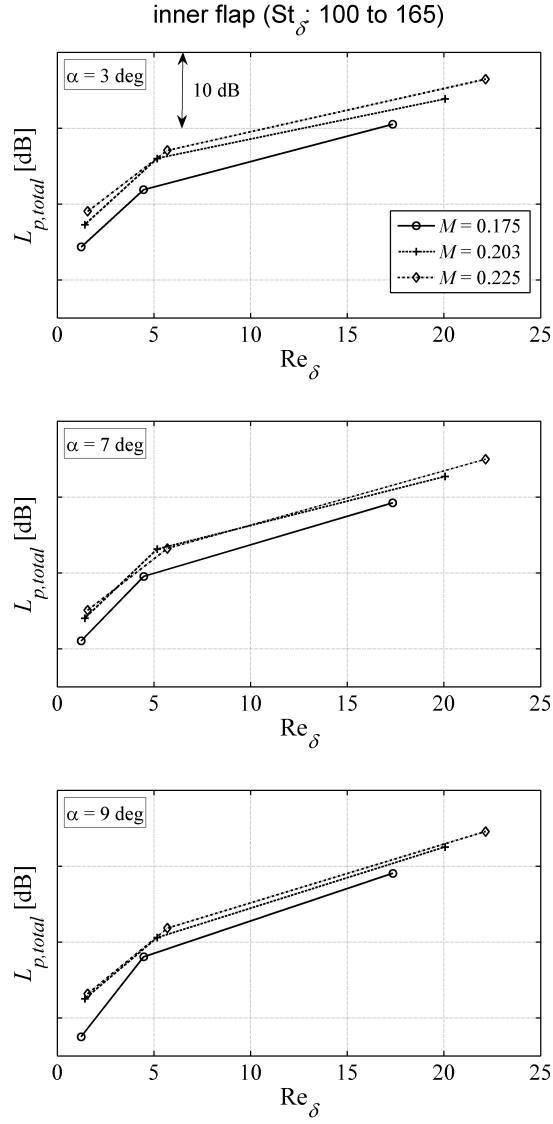 inner flap (St_δ: 100 to 165)
α = 3 deg
10 dB
L_p,total [dB]
M = 0.175
M = 0.203
M = 0.225
0 5 10 15 20 25
Re_δ
α = 7 deg
L_p,total [dB]
0 5 10 15 20 25
Re_δ
α = 9 deg
L_p,total [dB]
0 5 10 15 20 25
Re_δ